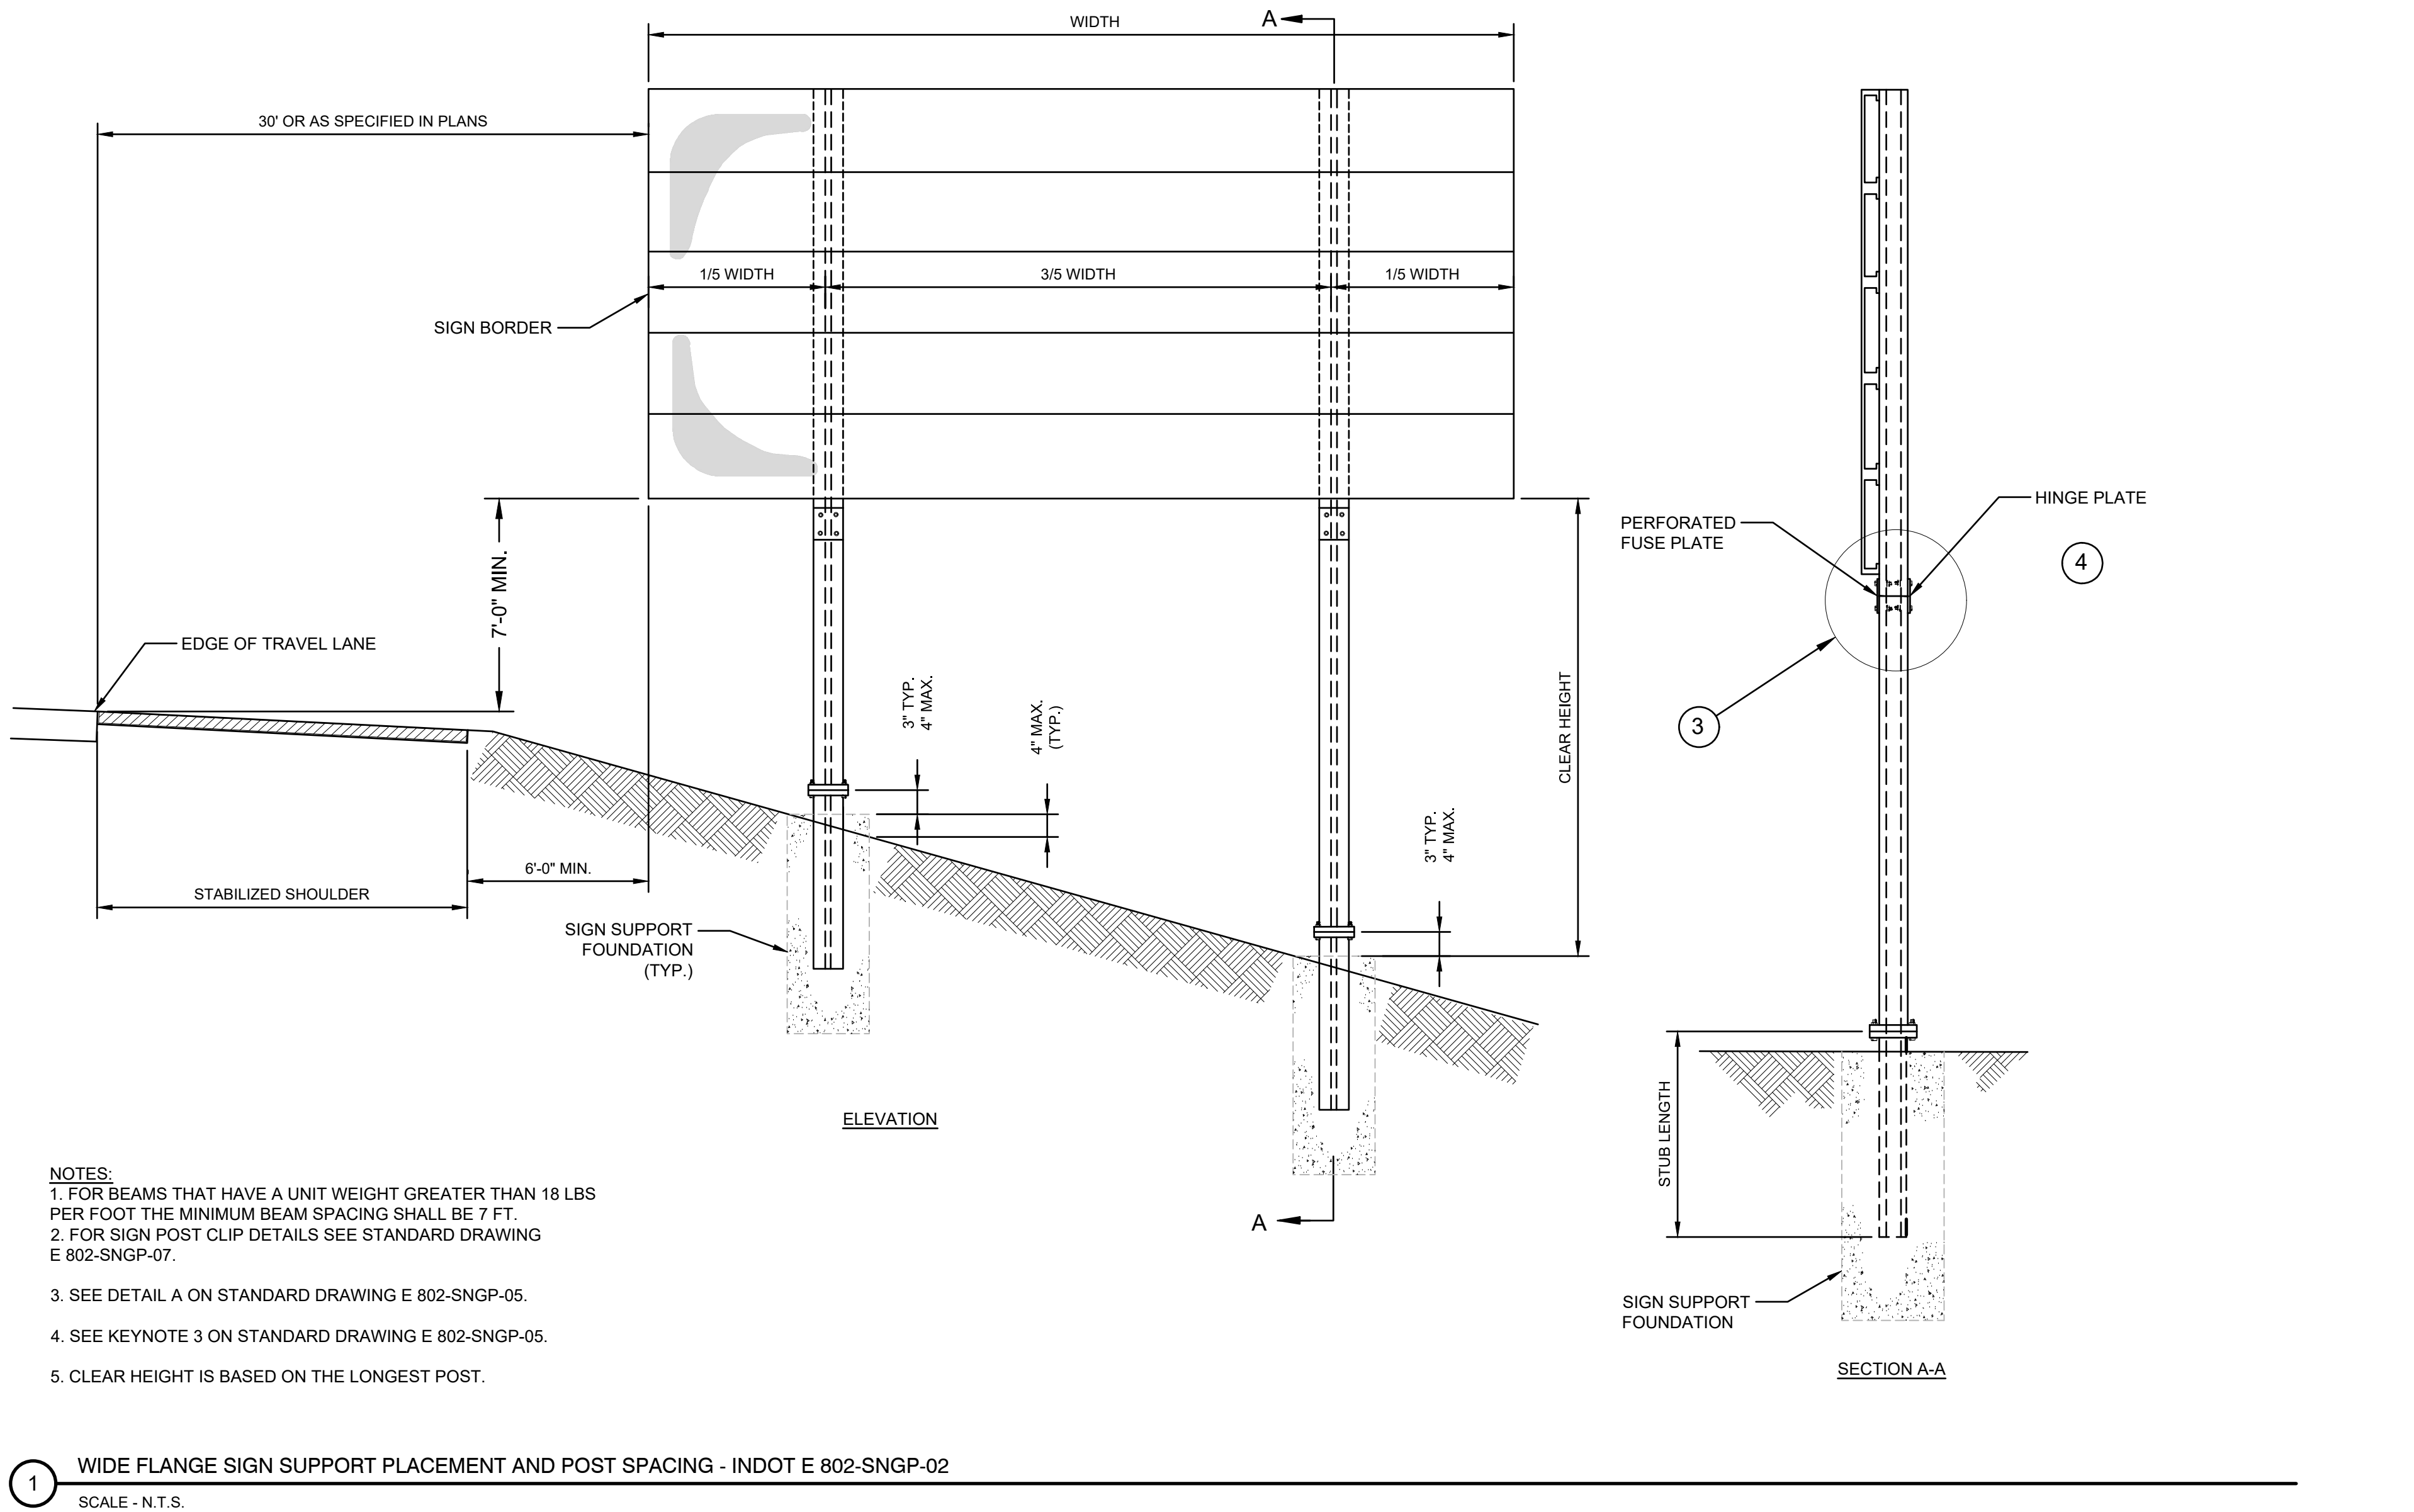 WIDTH
A
30' OR AS SPECIFIED IN PLANS
1/5 WIDTH
3/5 WIDTH
1/5 WIDTH
SIGN BORDER
7'-0" MIN.
EDGE OF TRAVEL LANE
3" TYP.
4" MAX.
4" MAX.
(TYP.)
3" TYP.
4" MAX.
CLEAR HEIGHT
6'-0" MIN.
STABILIZED SHOULDER
SIGN SUPPORT
FOUNDATION
(TYP.)
A
ELEVATION
PERFORATED
FUSE PLATE
HINGE PLATE
4
3
STUB LENGTH
SIGN SUPPORT
FOUNDATION
SECTION A-A
NOTES:
1. FOR BEAMS THAT HAVE A UNIT WEIGHT GREATER THAN 18 LBS
PER FOOT THE MINIMUM BEAM SPACING SHALL BE 7 FT.
2. FOR SIGN POST CLIP DETAILS SEE STANDARD DRAWING
E 802-SNGP-07.
3. SEE DETAIL A ON STANDARD DRAWING E 802-SNGP-05.
4. SEE KEYNOTE 3 ON STANDARD DRAWING E 802-SNGP-05.
5. CLEAR HEIGHT IS BASED ON THE LONGEST POST.
1
WIDE FLANGE SIGN SUPPORT PLACEMENT AND POST SPACING - INDOT E 802-SNGP-02
SCALE - N.T.S.